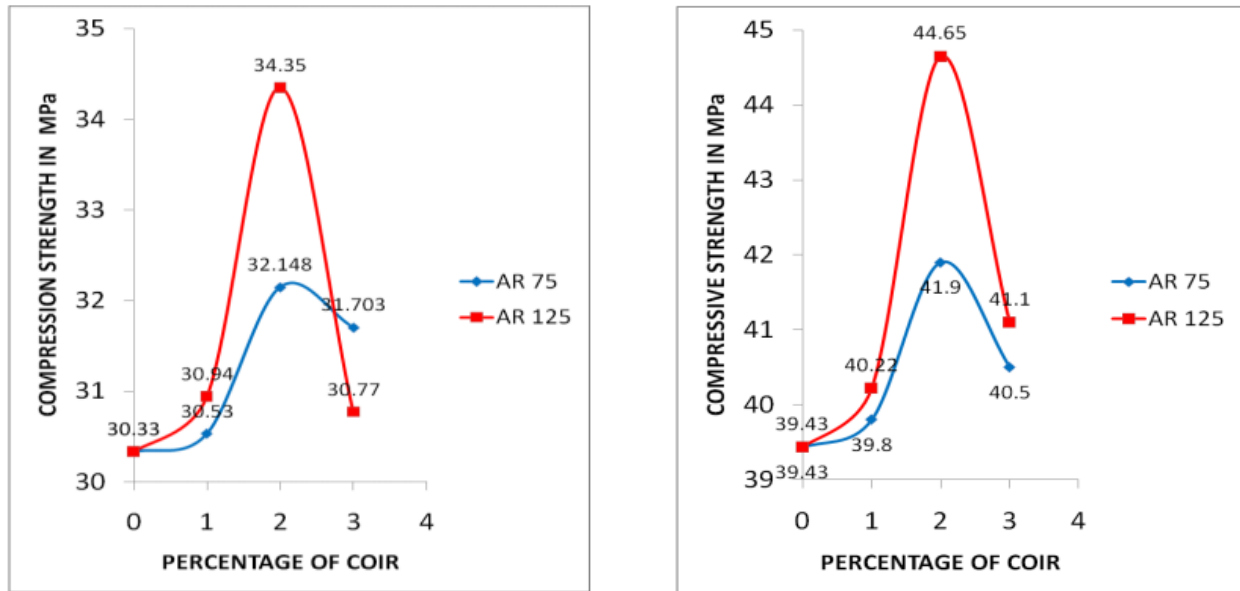 COMPRESSION STRENGTH IN MPa
35
34
33
32
31
30
34.35
32.148
31.703
30.94
30.53
30.77
30.33
0 1 2 3 4
PERCENTAGE OF COIR
AR 75
AR 125
COMPRESSIVE STRENGTH IN MPa
45
44
43
42
41
40
39
44.65
41.9
41.1
40.22
40.5
39.8
39.43
39.43
0 1 2 3 4
PERCENTAGE OF COIR
AR 75
AR 125